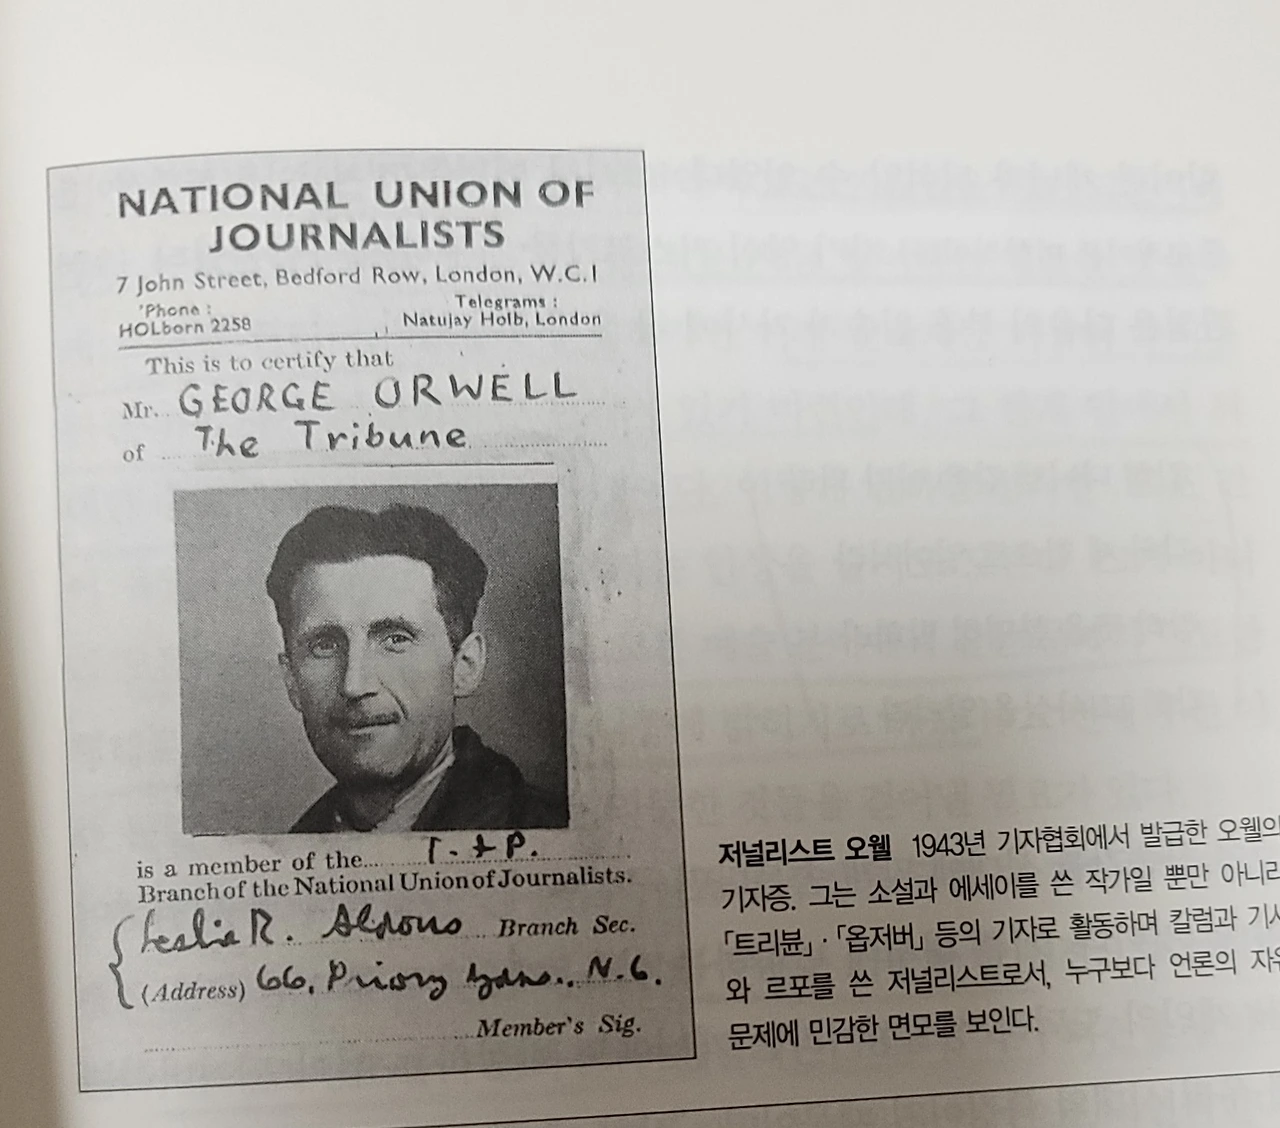 NATIONAL UNION OF
JOURNALISTS
7 John Street, Bedford Row, London, W.C.1
'Phone :
HOLborn 2258
Telegrams :
Natujay Holb, London
This is to certify that
Mr. GEORGE ORWELL
of The Tribune
is a member of the T. & P.
Branch of the National Union of Journalists.
Leslie R. Aldous Branch Sec.
(Address) 66, Priory Gdns., N.6.
Member's Sig.
저널리스트 오웰 1943년 기자협회에서 발급한 오웰의
기자증. 그는 소설과 에세이를 쓴 작가일 뿐만 아니라
「트리뷴」·「옵저버」 등의 기자로 활동하며 칼럼과 기사
와 르포를 쓴 저널리스트로서, 누구보다 언론의 자유
문제에 민감한 면모를 보인다.